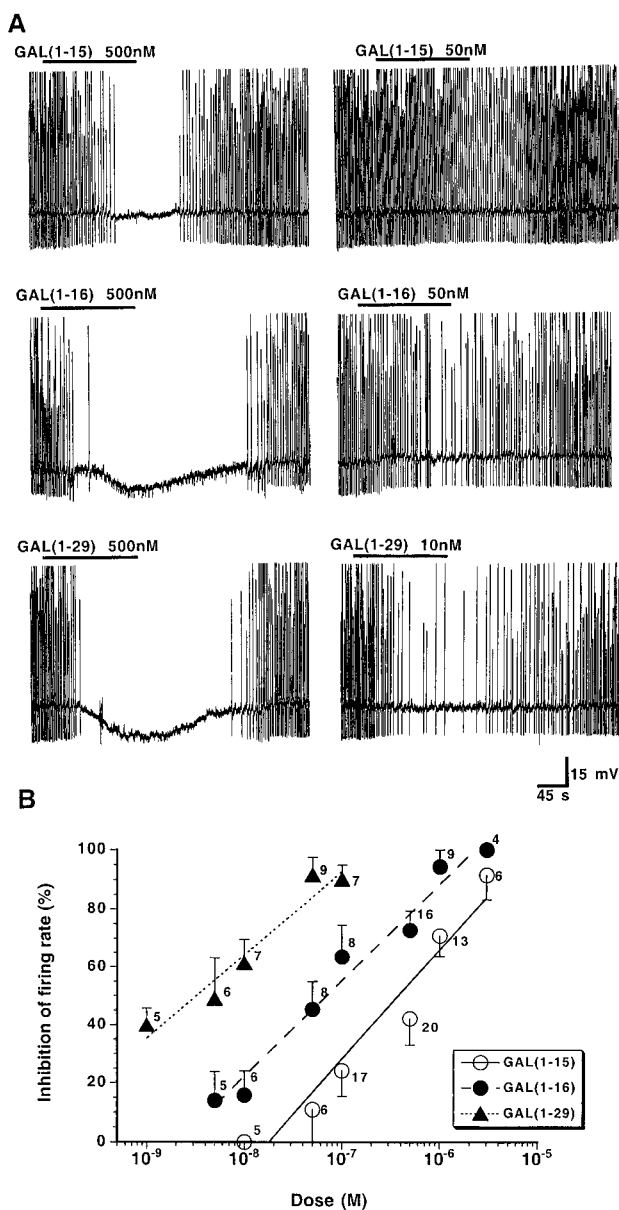 A
GAL(1-15) 500nM
GAL(1-15) 50nM
GAL(1-16) 500nM
GAL(1-16) 50nM
GAL(1-29) 500nM
GAL(1-29) 10nM
15 mV
45 s
B
Inhibition of firing rate (%)
100
80
60
40
20
0
5
6
7
9
7
5
6
8
8
16
9
4
5
6
17
20
13
6
GAL(1-15)
GAL(1-16)
GAL(1-29)
10-9
10-8
10-7
10-6
10-5
Dose (M)